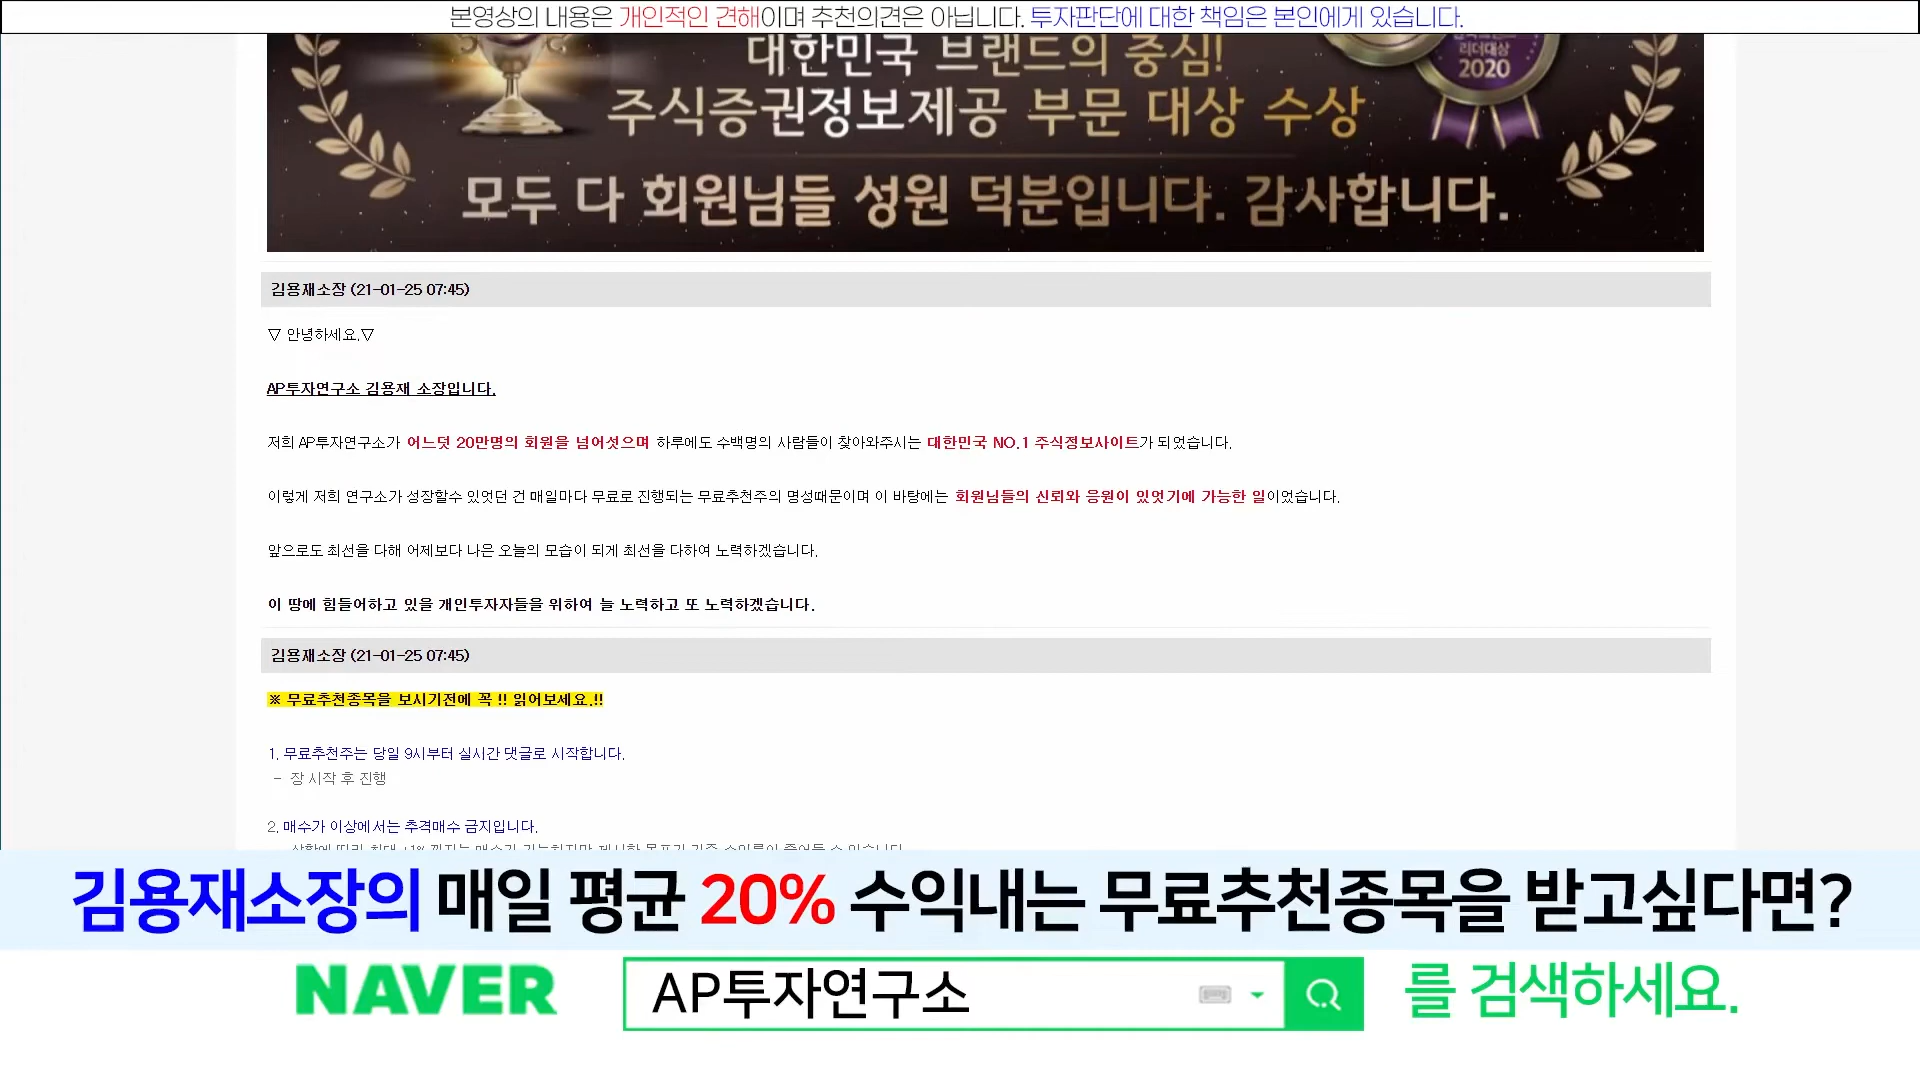 본영상의 내용은 개인적인 견해이며 추천의견은 아닙니다. 투자판단에 대한 책임은 본인에게 있습니다.
대한민국 브랜드의 중심!
리더대상
2020
주식증권정보제공 부문 대상 수상
모두 다 회원님들 성원 덕분입니다. 감사합니다.
김용재소장 (21-01-25 07:45)
▽ 안녕하세요.▽
AP투자연구소 김용재 소장입니다.
저희 AP투자연구소가 어느덧 20만명의 회원을 넘어섯으며 하루에도 수백명의 사람들이 찾아와주시는 대한민국 NO.1 주식정보사이트가 되었습니다.
이렇게 저희 연구소가 성장할수 있엇던 건 매일마다 무료로 진행되는 무료추천주의 명성때문이며 이 바탕에는 회원님들의 신뢰와 응원이 있엇기에 가능한 일이었습니다.
앞으로도 최선을 다해 어제보다 나은 오늘의 모습이 되게 최선을 다하여 노력하겠습니다.
이 땅에 힘들어하고 있을 개인투자자들을 위하여 늘 노력하고 또 노력하겠습니다.
김용재소장 (21-01-25 07:45)
※ 무료추천종목을 보시기전에 꼭 !! 읽어보세요.!!
1. 무료추천주는 당일 9시부터 실시간 댓글로 시작합니다.
- 장 시작 후 진행
2. 매수가 이상에서는 추격매수 금지입니다.
김용재소장의 매일 평균 20% 수익내는 무료추천종목을 받고싶다면?
NAVER AP투자연구소 를 검색하세요.